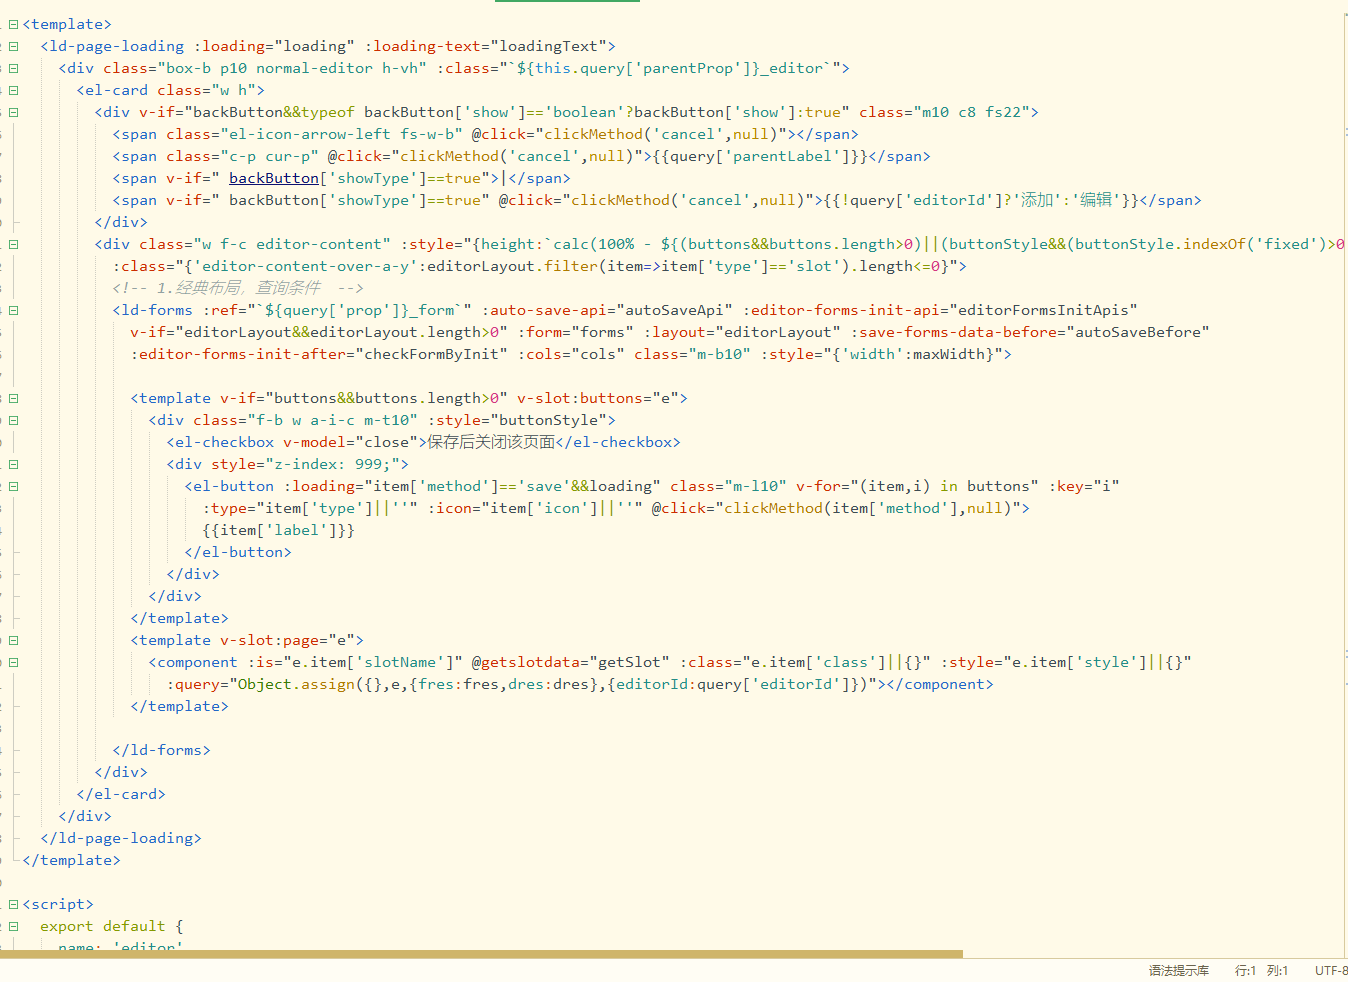 <template>
<ld-page-loading :loading="loading" :loading-text="loadingText">
<div class="box-b p10 normal-editor h-vh" :class="`${this.query['parentProp']}_editor`">
<el-card class="w h">
<div v-if="backButton&&typeof backButton['show']=='boolean'?backButton['show']:true" class="m10 c8 fs22">
<span class="el-icon-arrow-left fs-w-b" @click="clickMethod('cancel',null)"></span>
<span class="c-p cur-p" @click="clickMethod('cancel',null)">{{query['parentLabel']}}</span>
<span v-if=" backButton['showType']==true">|</span>
<span v-if=" backButton['showType']==true" @click="clickMethod('cancel',null)">{{!query['editorId']?'添加':'编辑'}}</span>
</div>
<div class="w f-c editor-content" :style="{height:`calc(100% - ${(buttons&&buttons.length>0)||(buttonStyle&&(buttonStyle.indexOf('fixed')>0
:class="{'editor-content-over-a-y':editorLayout.filter(item=>item['type']=='slot').length<=0}">
<!-- 1.经典布局，查询条件  -->
<ld-forms :ref="`${query['prop']}_form`" :auto-save-api="autoSaveApi" :editor-forms-init-api="editorFormsInitApis"
v-if="editorLayout&&editorLayout.length>0" :form="forms" :layout="editorLayout" :save-forms-data-before="autoSaveBefore"
:editor-forms-init-after="checkFormByInit" :cols="cols" class="m-b10" :style="{'width':maxWidth}">
<template v-if="buttons&&buttons.length>0" v-slot:buttons="e">
<div class="f-b w a-i-c m-t10" :style="buttonStyle">
<el-checkbox v-model="close">保存后关闭该页面</el-checkbox>
<div style="z-index: 999;">
<el-button :loading="item['method']=='save'&&loading" class="m-l10" v-for="(item,i) in buttons" :key="i"
:type="item['type']||''" :icon="item['icon']||''" @click="clickMethod(item['method'],null)">
{{item['label']}}
</el-button>
</div>
</div>
</template>
<template v-slot:page="e">
<component :is="e.item['slotName']" @getslotdata="getSlot" :class="e.item['class']||{}" :style="e.item['style']||{}"
:query="Object.assign({},e,{fres:fres,dres:dres},{editorId:query['editorId']})"></component>
</template>
</ld-forms>
</div>
</el-card>
</div>
</ld-page-loading>
</template>
<script>
export default {
name: 'editor'
语法提示库 行:1 列:1 UTF-8